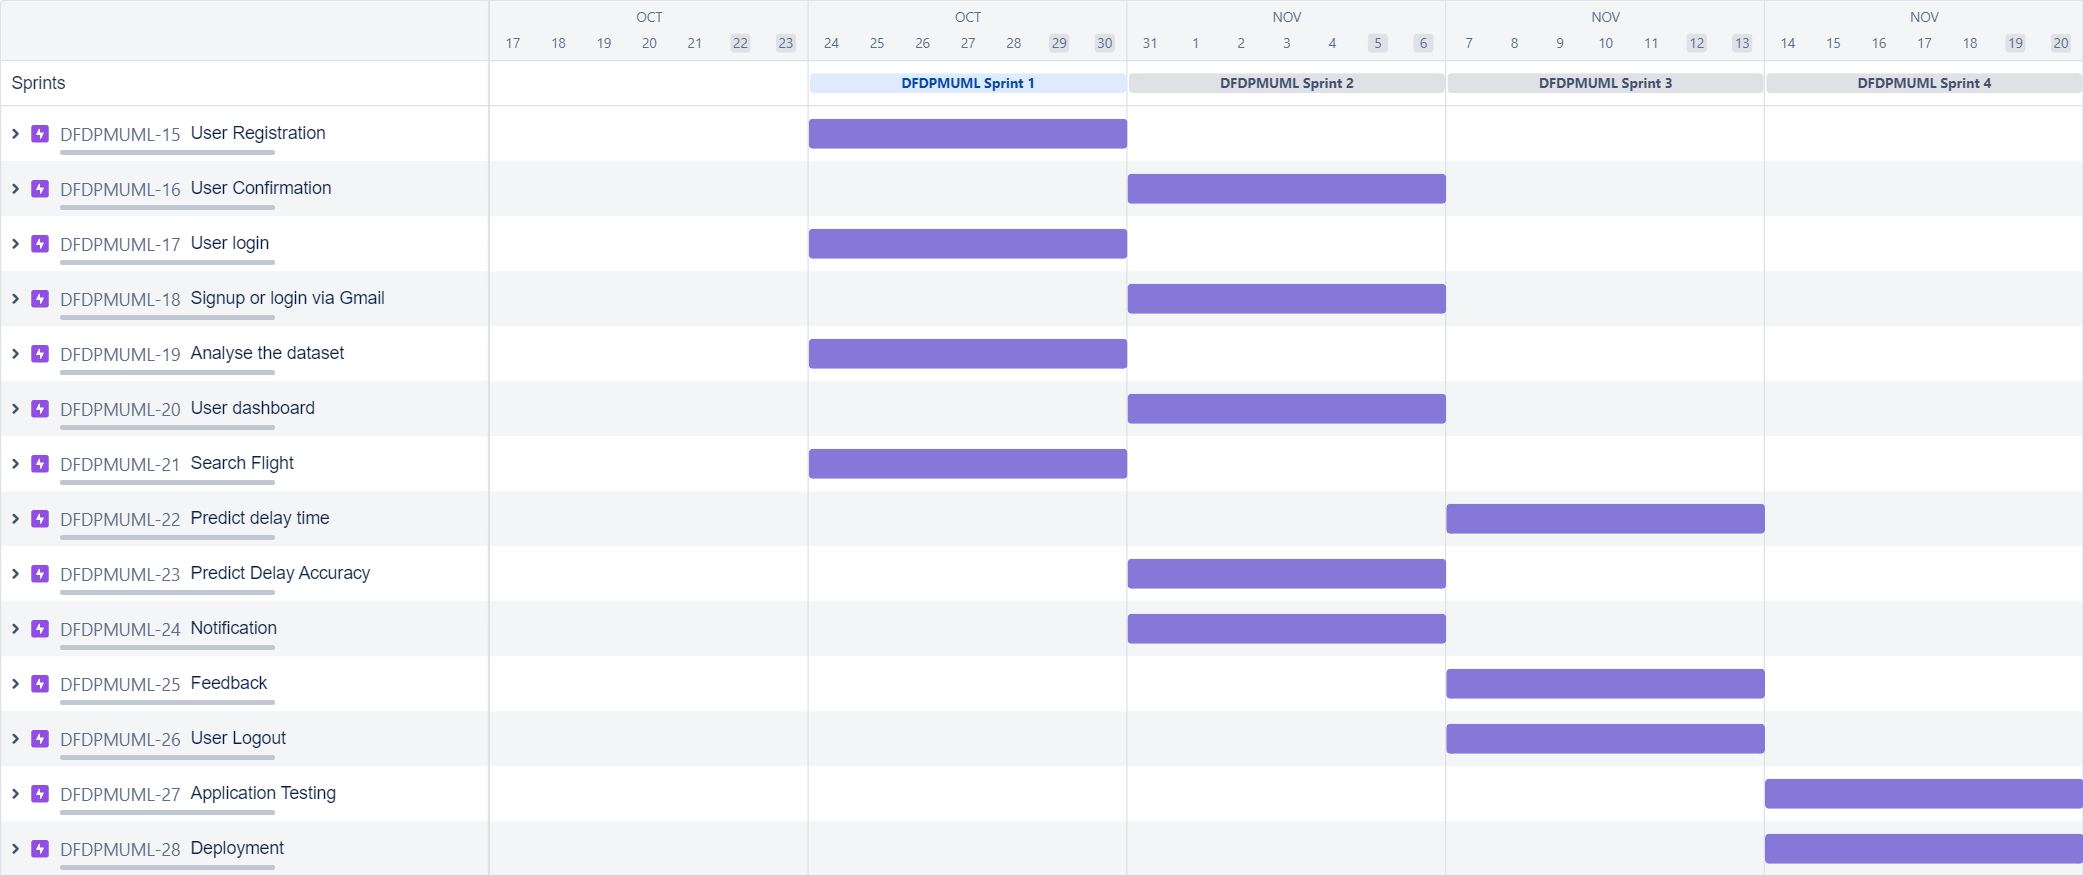 OCT OCT NOV NOV NOV
17 18 19 20 21 22 23 24 25 26 27 28 29 30 31 1 2 3 4 5 6 7 8 9 10 11 12 13 14 15 16 17 18 19 20
Sprints DFDPMUML Sprint 1 DFDPMUML Sprint 2 DFDPMUML Sprint 3 DFDPMUML Sprint 4
DFDPMUML-15 User Registration
DFDPMUML-16 User Confirmation
DFDPMUML-17 User login
DFDPMUML-18 Signup or login via Gmail
DFDPMUML-19 Analyse the dataset
DFDPMUML-20 User dashboard
DFDPMUML-21 Search Flight
DFDPMUML-22 Predict delay time
DFDPMUML-23 Predict Delay Accuracy
DFDPMUML-24 Notification
DFDPMUML-25 Feedback
DFDPMUML-26 User Logout
DFDPMUML-27 Application Testing
DFDPMUML-28 Deployment